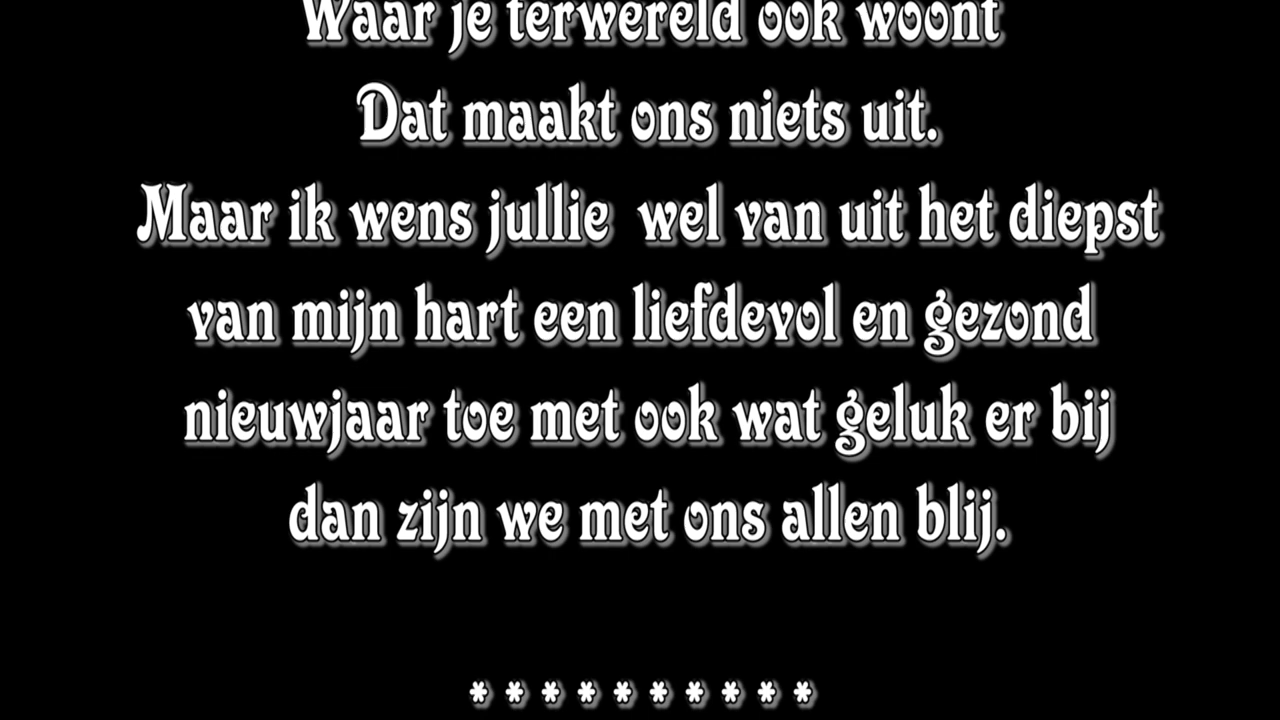 Waar je terwereld ook woont
Dat maakt ons niets uit.
Maar ik wens jullie  wel van uit het diepst
van mijn hart een liefdevol en gezond
nieuwjaar toe met ook wat geluk er bij
dan zijn we met ons allen blij.
* * * * * * * * * *